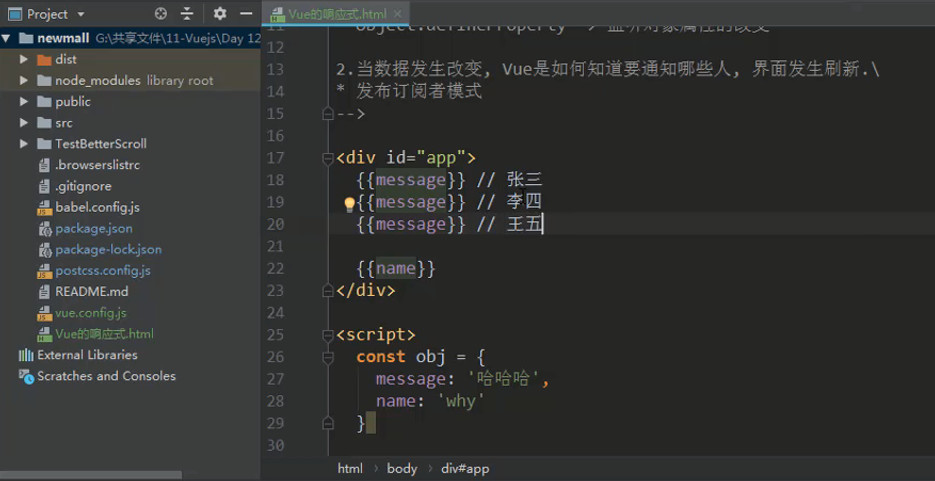 Project
newmall G:\共享文件\11-Vuejs\Day 12
dist
node_modules library root
public
src
TestBetterScroll
.browserslistrc
.gitignore
babel.config.js
package.json
package-lock.json
postcss.config.js
README.md
vue.config.js
Vue的响应式.html
External Libraries
Scratches and Consoles
Vue的响应式.html
11
12
13 2.当数据发生改变, Vue是如何知道要通知哪些人, 界面发生刷新.\
14 * 发布订阅者模式
15 -->
16
17 <div id="app">
18 {{message}} // 张三
19 {{message}} // 李四
20 {{message}} // 王五
21
22 {{name}}
23 </div>
24
25 <script>
26 const obj = {
27 message: '哈哈哈',
28 name: 'why'
29 }
30
html › body › div#app